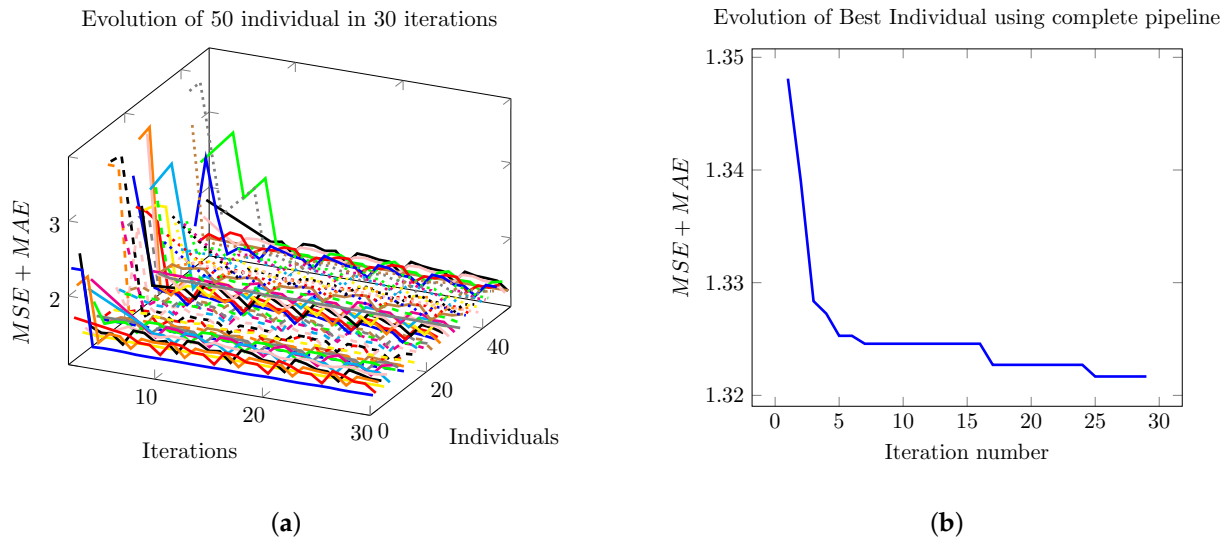 Evolution of 50 individual in 30 iterations
3
2
MSE + MAE
10
20
30
0
20
40
Iterations
Individuals
(a)
Evolution of Best Individual using complete pipeline
1.35
1.34
1.33
1.32
MSE + MAE
0
5
10
15
20
25
30
Iteration number
(b)